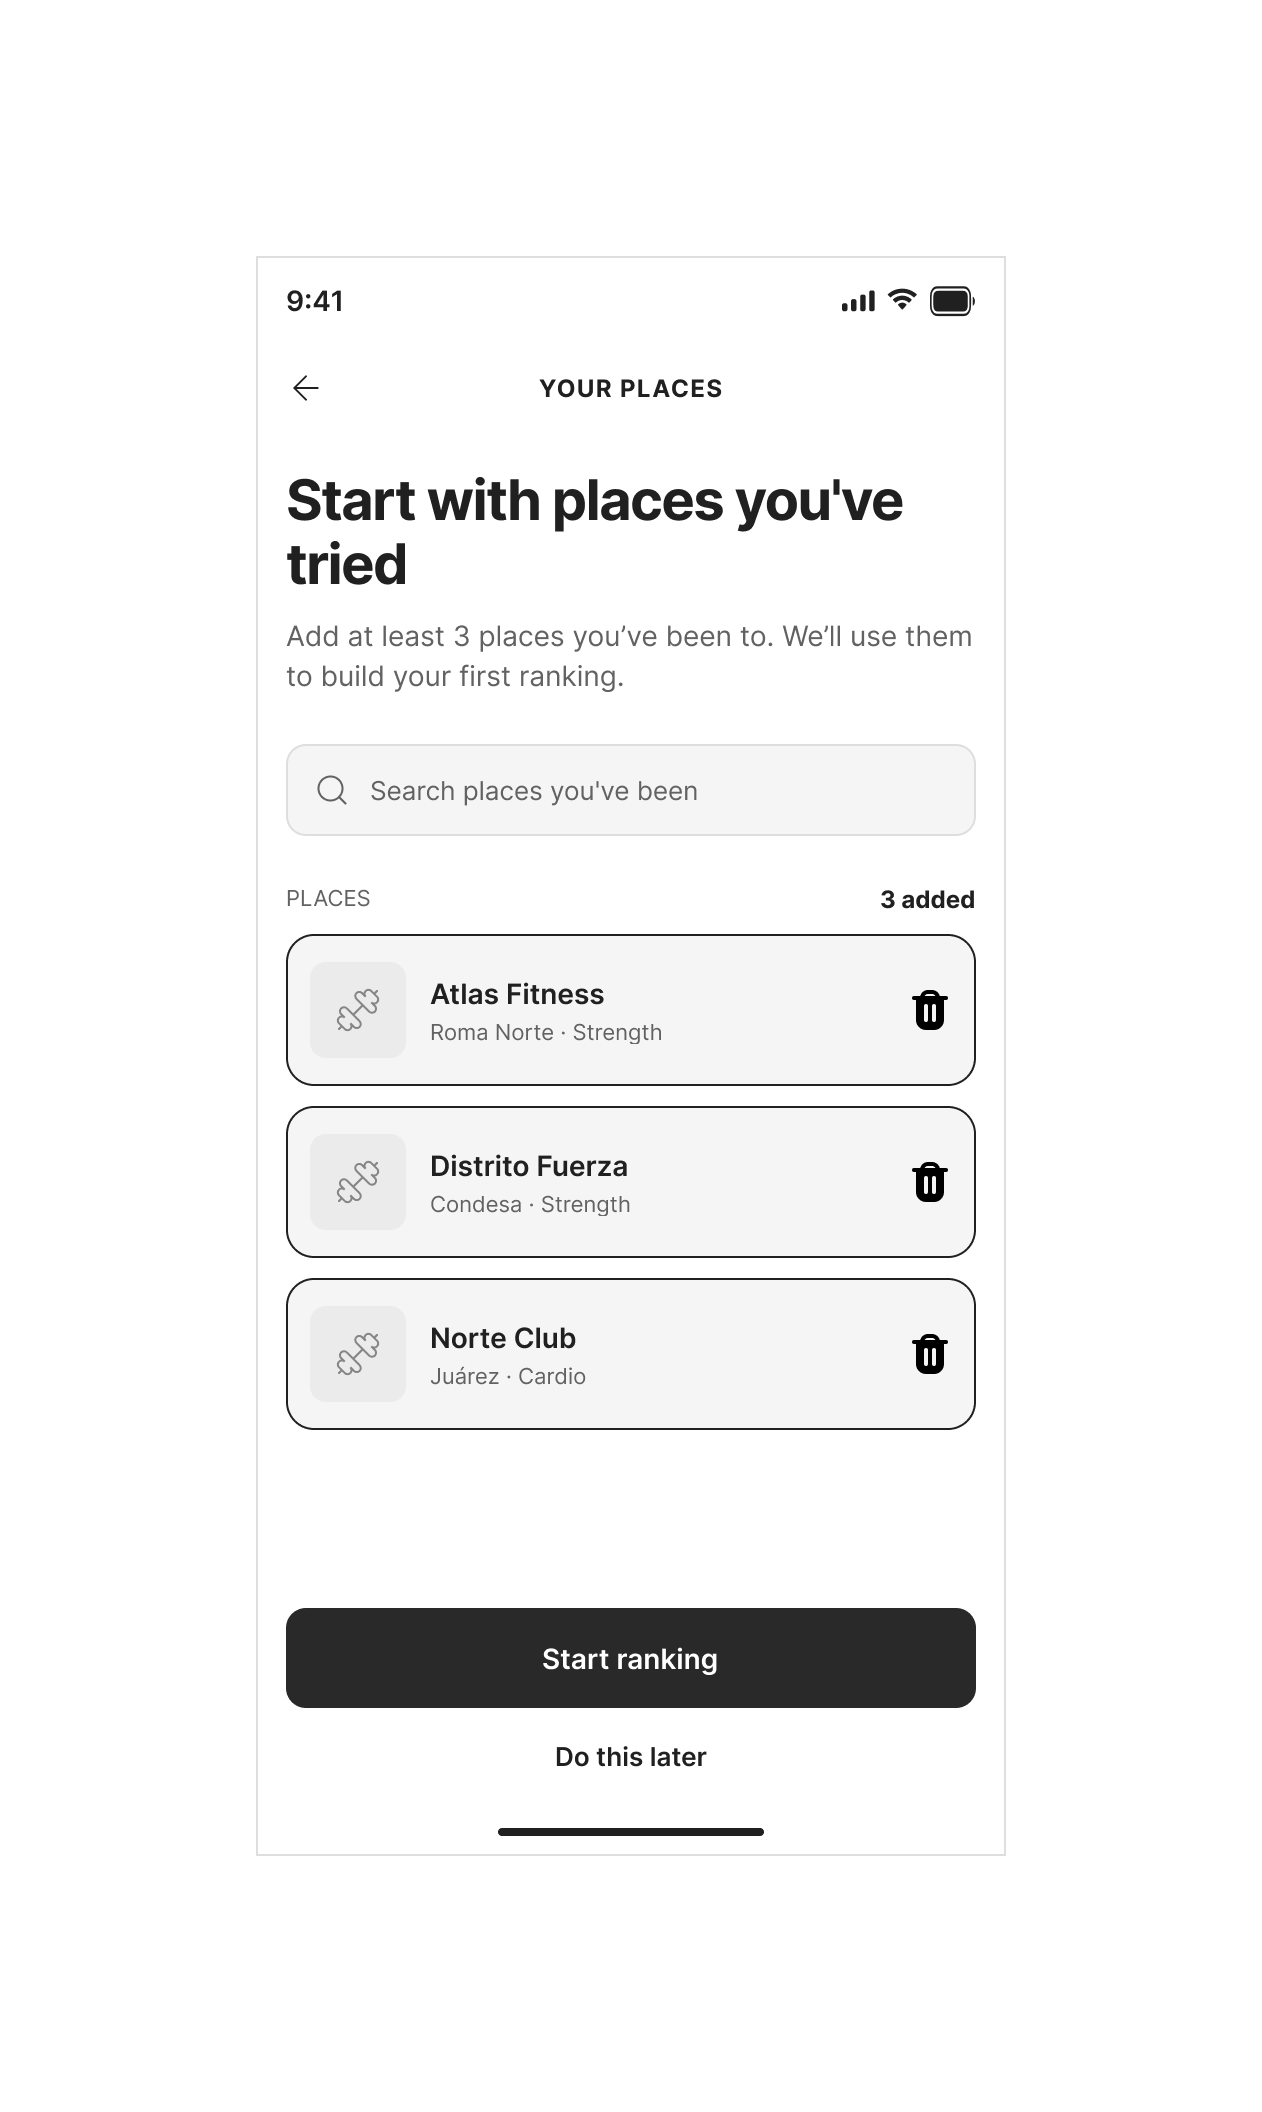 9:41
YOUR PLACES
Start with places you've
tried
Add at least 3 places you’ve been to. We’ll use them
to build your first ranking.
Search places you've been
PLACES
3 added
Atlas Fitness
Roma Norte · Strength
Distrito Fuerza
Condesa · Strength
Norte Club
Juárez · Cardio
Start ranking
Do this later